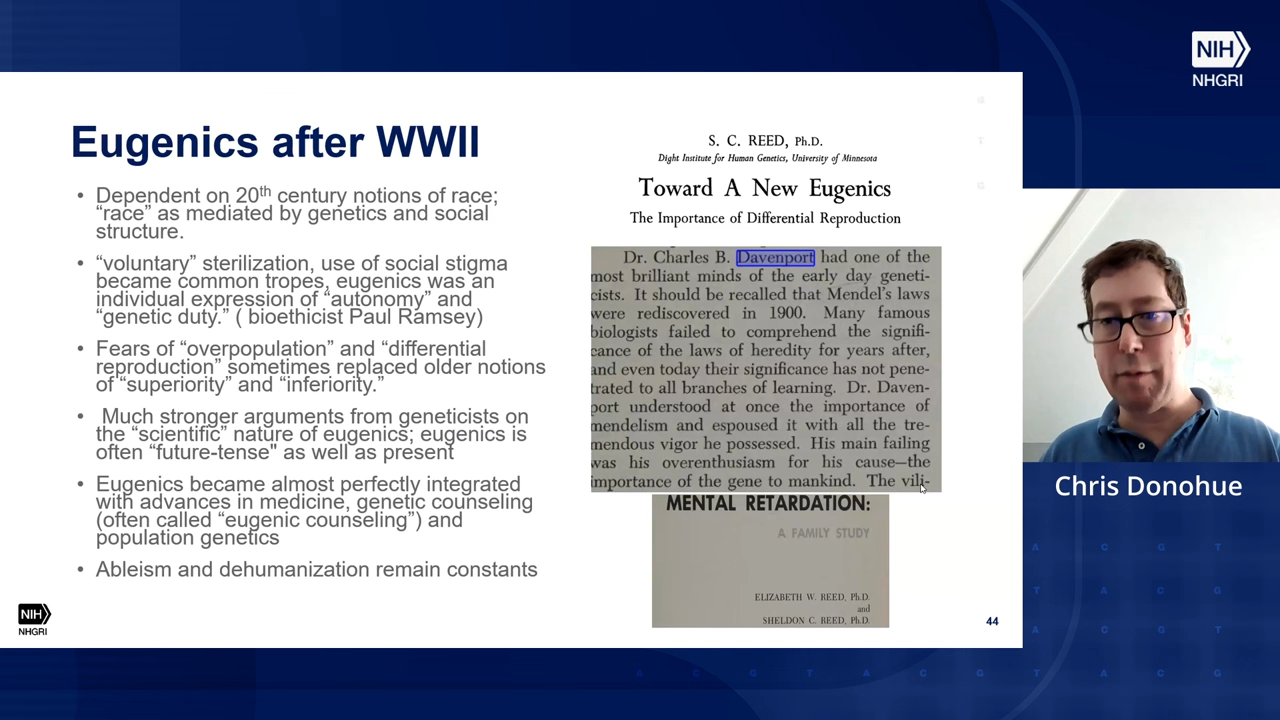 NIH
NHGRI
Eugenics after WWII
• Dependent on 20th century notions of race;
“race” as mediated by genetics and social
structure.
• “voluntary” sterilization, use of social stigma
became common tropes, eugenics was an
individual expression of “autonomy” and
“genetic duty.” ( bioethicist Paul Ramsey)
• Fears of “overpopulation” and “differential
reproduction” sometimes replaced older notions
of “superiority” and “inferiority.”
• Much stronger arguments from geneticists on
the “scientific” nature of eugenics; eugenics is
often “future-tense" as well as present
• Eugenics became almost perfectly integrated
with advances in medicine, genetic counseling
(often called “eugenic counseling”) and
population genetics
• Ableism and dehumanization remain constants
NIH
NHGRI
S. C. REED, Ph.D.
Dight Institute for Human Genetics, University of Minnesota
Toward A New Eugenics
The Importance of Differential Reproduction
Dr. Charles B. Davenport had one of the
most brilliant minds of the early day geneti-
cists. It should be recalled that Mendel's laws
were rediscovered in 1900. Many famous
biologists failed to comprehend the signifi-
cance of the laws of heredity for years after,
and even today their significance has not pene-
trated to all branches of learning. Dr. Daven-
port understood at once the importance of
mendelism and espoused it with all the tre-
mendous vigor he possessed. His main failing
was his overenthusiasm for his cause—the
importance of the gene to mankind. The vili-
MENTAL RETARDATION:
A FAMILY STUDY
ELIZABETH W. REED, Ph.D.
and
SHELDON C. REED, Ph.D.
44
Chris Donohue
A C G T
A C G T
A C G T
A C G T A C G T